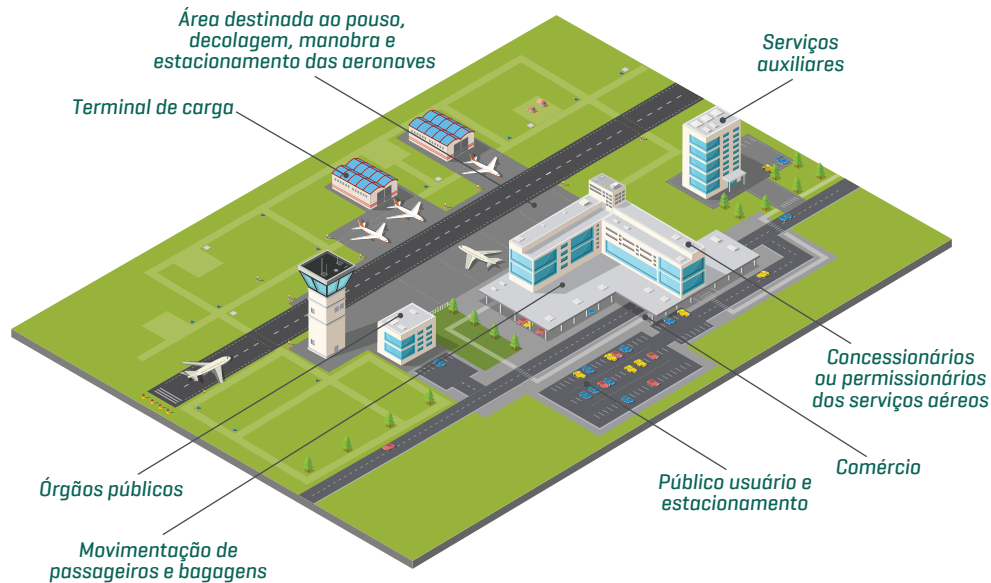 Área destinada ao pouso,
decolagem, manobra e
estacionamento das aeronaves
Serviços
auxiliares
Terminal de carga
Concessionários
ou permissionários
dos serviços aéreos
Comércio
Público usuário e
estacionamento
Órgãos públicos
Movimentação de
passageiros e bagagens